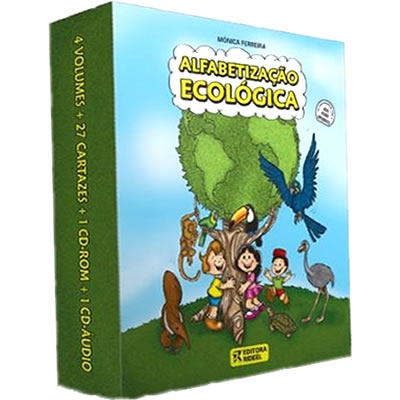 MÔNICA FERREIRA
ALFABETIZAÇÃO
ECOLÓGICA
4 VOLUMES + 27 CARTAZES + 1 CD-ROM + 1 CD-ÁUDIO
EDITORA
RIDEEL